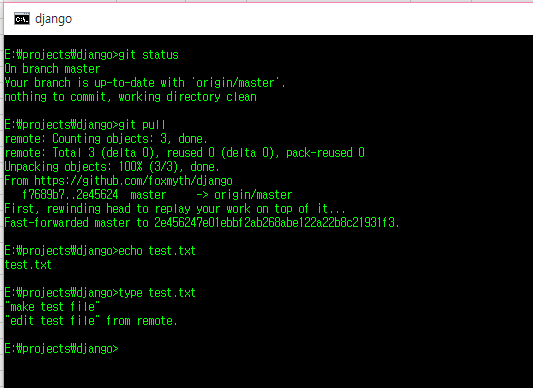 django
E:₩projects₩django>git status
On branch master
Your branch is up-to-date with 'origin/master'.
nothing to commit, working directory clean
E:₩projects₩django>git pull
remote: Counting objects: 3, done.
remote: Total 3 (delta 0), reused 0 (delta 0), pack-reused 0
Unpacking objects: 100% (3/3), done.
From https://github.com/foxmyth/django
f7689b7..2e45624 master -> origin/master
First, rewinding head to replay your work on top of it...
Fast-forwarded master to 2e456247e01ebbf2ab268abe122a22b8c21931f3.
E:₩projects₩django>echo test.txt
test.txt
E:₩projects₩django>type test.txt
"make test file"
"edit test file" from remote.
E:₩projects₩django>